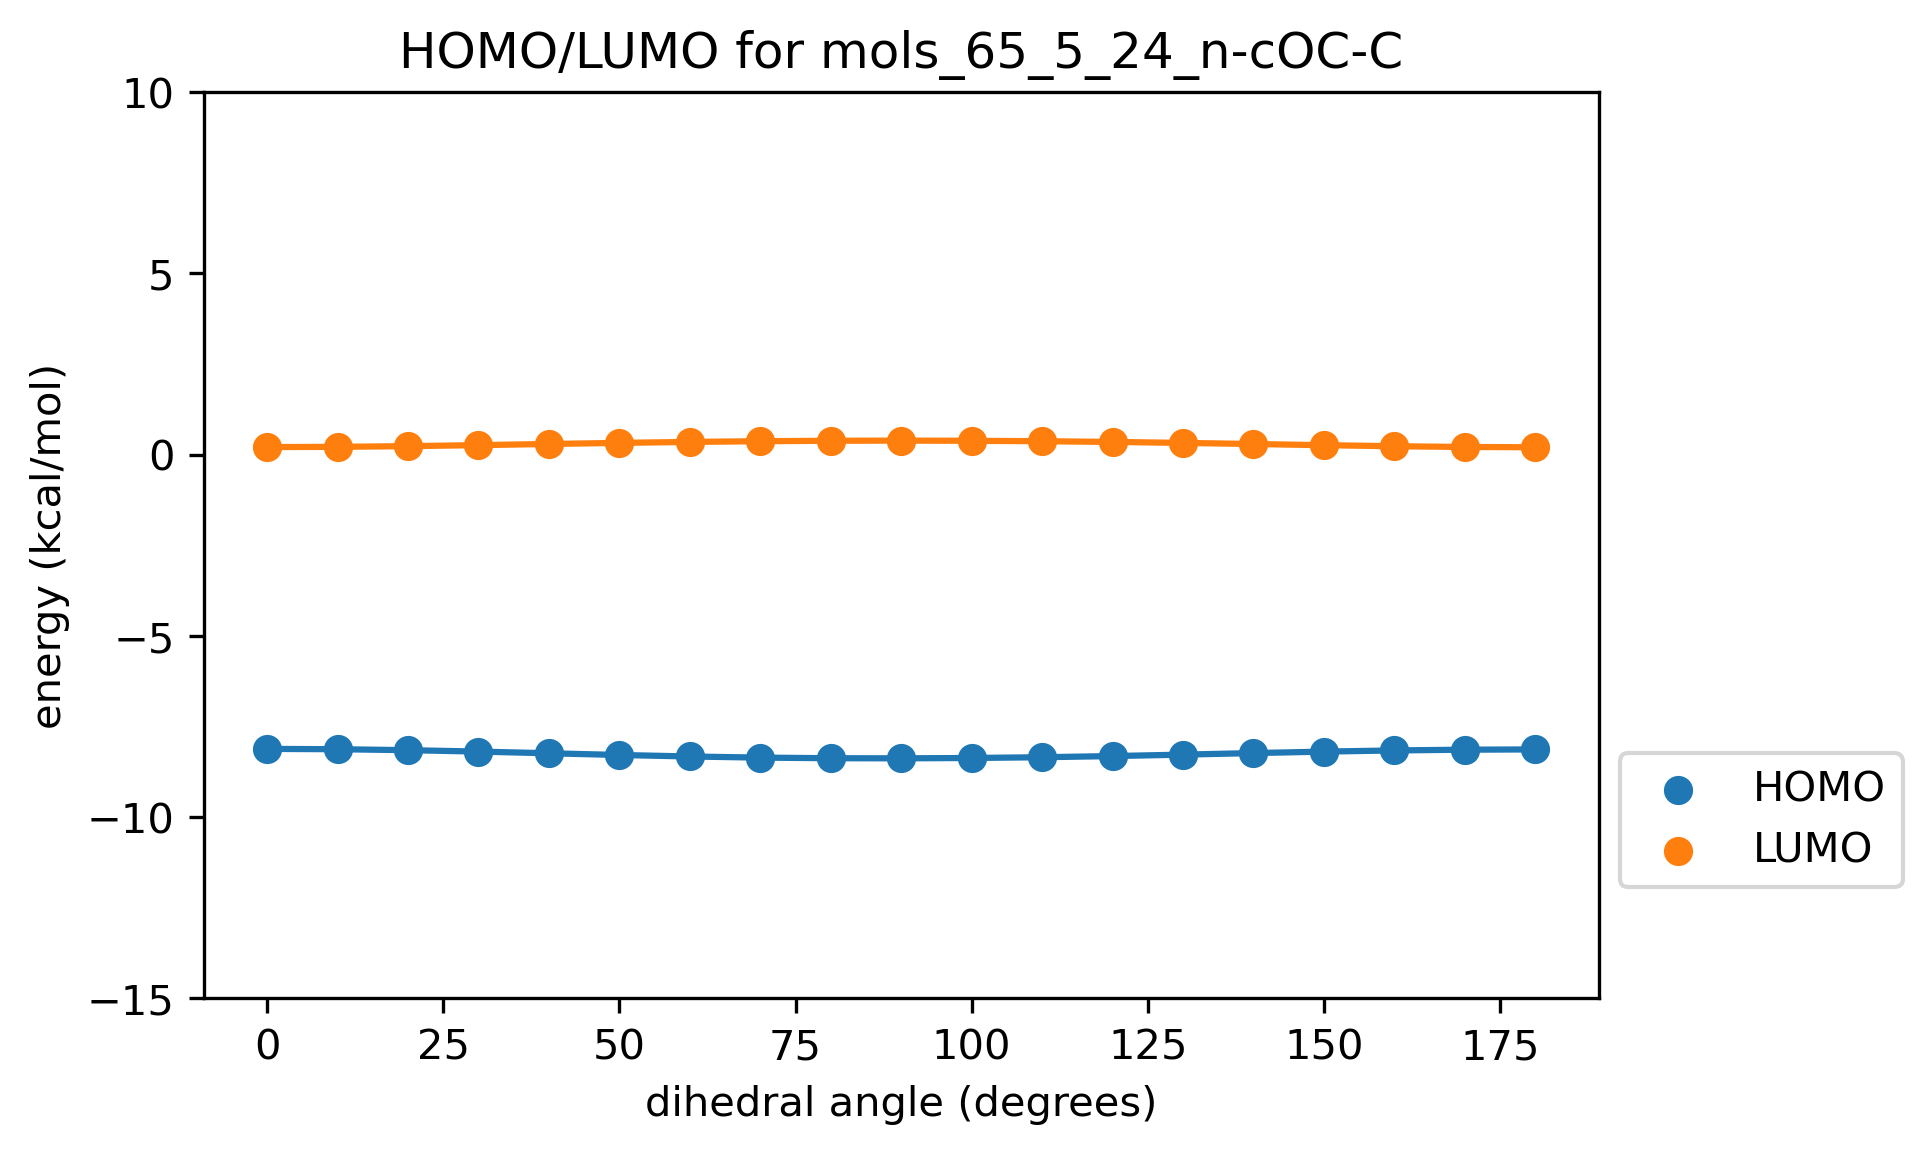 HOMO/LUMO for mols_65_5_24_n-cOC-C
10
5
0
−5
−10
−15
energy (kcal/mol)
0 25 50 75 100 125 150 175
dihedral angle (degrees)
HOMO
LUMO